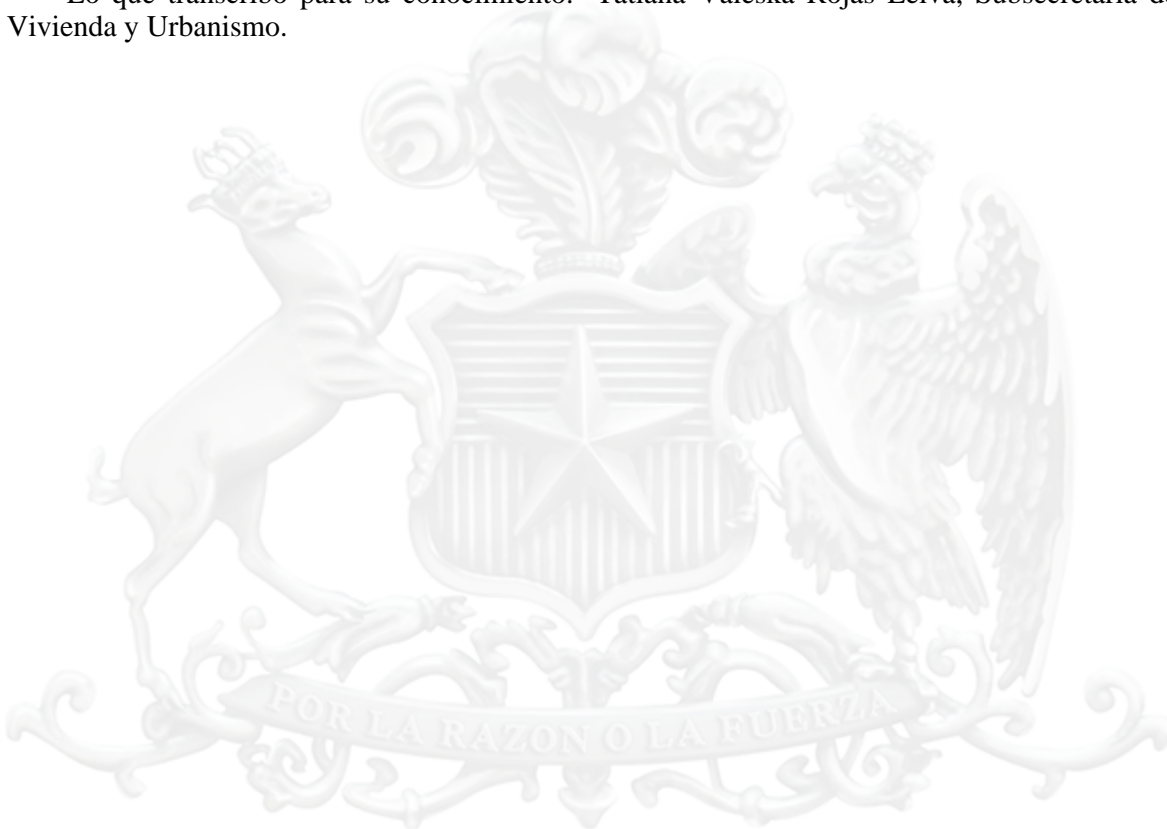 Lo que transcribo para su conocimiento. Tatiana Valeska Rojas Leiva, Subsecretaria de
Vivienda y Urbanismo.
POR LA RAZON O LA FUERZA